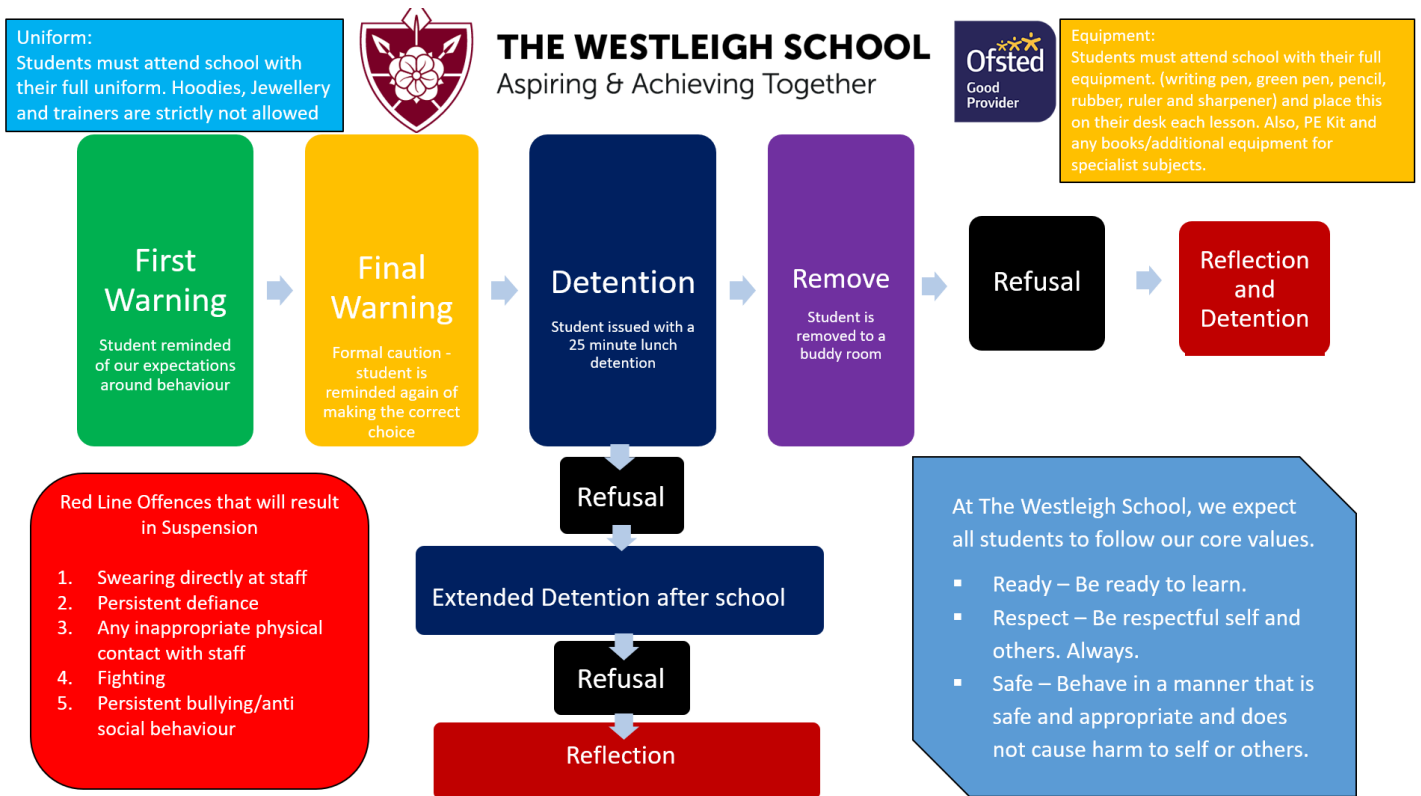 Uniform:
Students must attend school with
their full uniform. Hoodies, Jewellery
and trainers are strictly not allowed
THE WESTLEIGH SCHOOL
Aspiring & Achieving Together
Ofsted
Good
Provider
Equipment:
Students must attend school with their full
equipment. (writing pen, green pen, pencil,
rubber, ruler and sharpener) and place this
on their desk each lesson. Also, PE Kit and
any books/additional equipment for
specialist subjects.
First
Warning
Student reminded
of our expectations
around behaviour
Final
Warning
Formal caution -
student is
reminded again of
making the correct
choice
Detention
Student issued with a
25 minute lunch
detention
Remove
Student is
removed to a
buddy room
Refusal
Reflection
and
Detention
Refusal
Extended Detention after school
Refusal
Reflection
Red Line Offences that will result
in Suspension
1. Swearing directly at staff
2. Persistent defiance
3. Any inappropriate physical
contact with staff
4. Fighting
5. Persistent bullying/anti
social behaviour
At The Westleigh School, we expect
all students to follow our core values.
▪ Ready – Be ready to learn.
▪ Respect – Be respectful self and
others. Always.
▪ Safe – Behave in a manner that is
safe and appropriate and does
not cause harm to self or others.